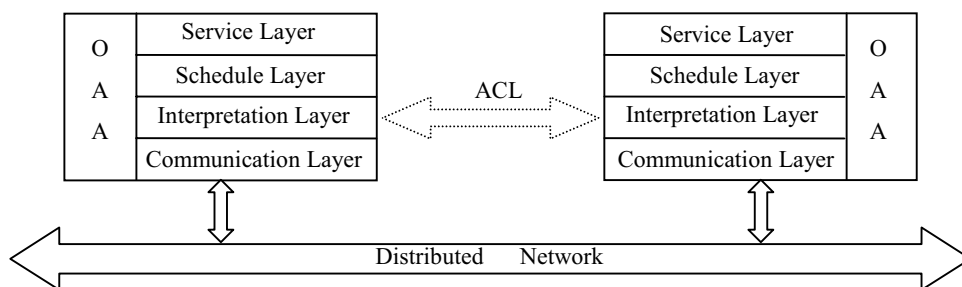 O
A
A
Service Layer
Schedule Layer
Interpretation Layer
Communication Layer
ACL
Service Layer
Schedule Layer
Interpretation Layer
Communication Layer
O
A
A
Distributed Network